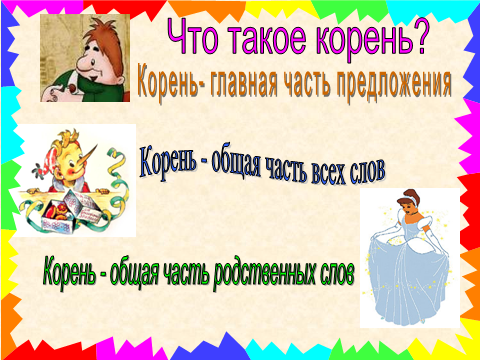 Что такое корень?
Корень- главная часть предложения
Корень - общая часть всех слов
Корень - общая часть родственных слов